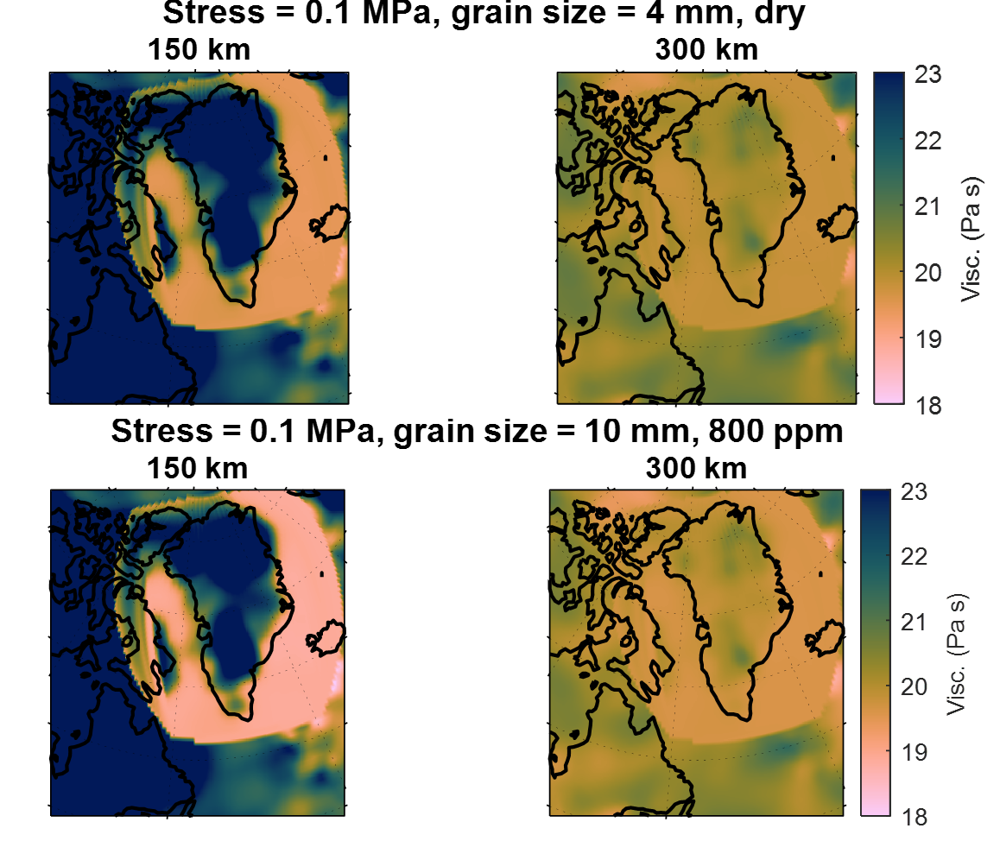 Stress = 0.1 MPa, grain size = 4 mm, dry
150 km
300 km
23
22
21
20
19
18
Visc. (Pa s)
Stress = 0.1 MPa, grain size = 10 mm, 800 ppm
150 km
300 km
23
22
21
20
19
18
Visc. (Pa s)